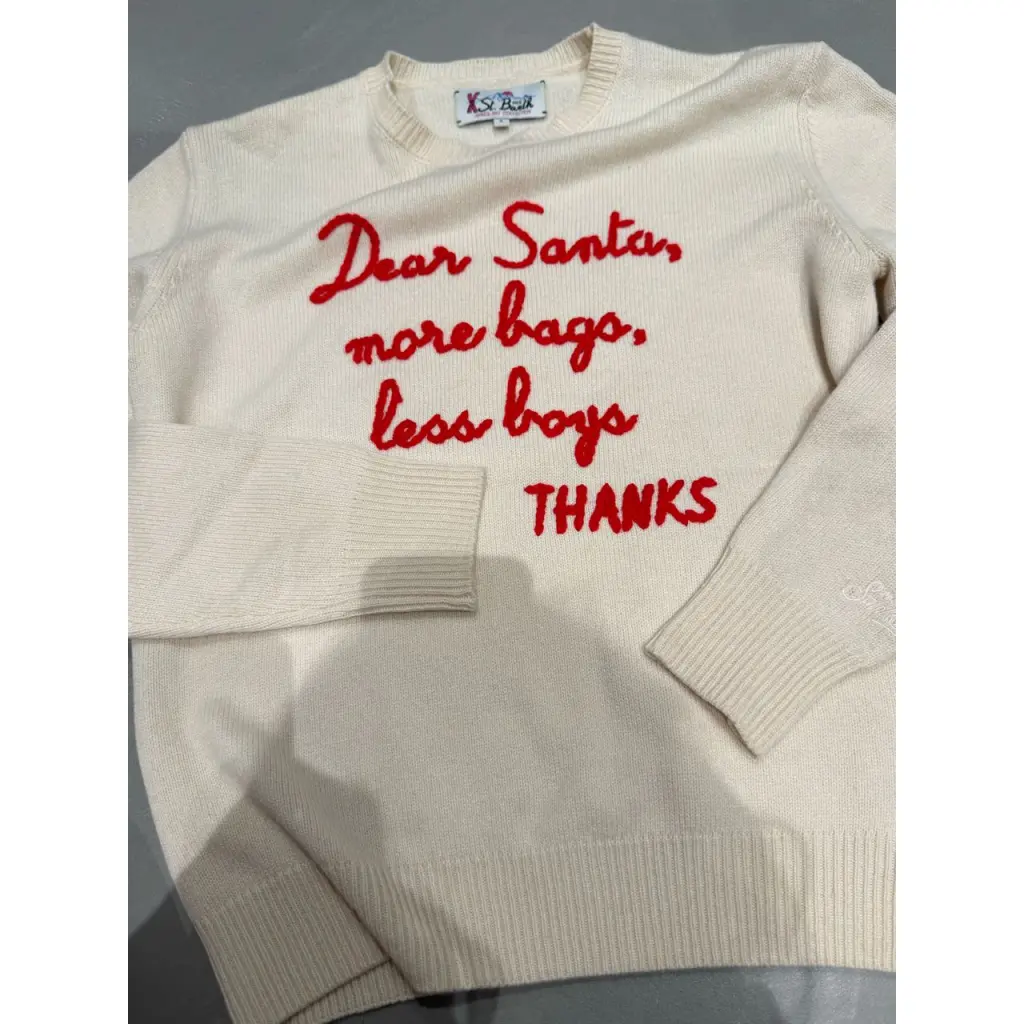 St. Barth
Dear Santa,
more bags,
less boys
THANKS